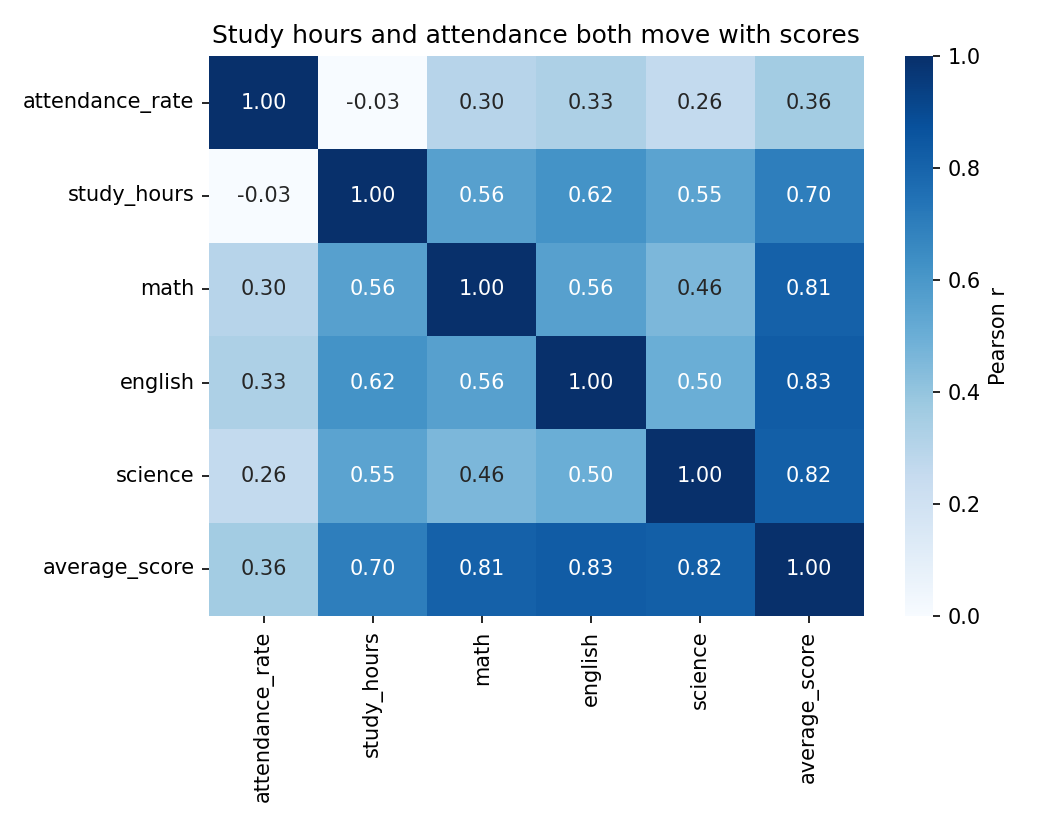 Study hours and attendance both move with scores
attendance_rate 1.00 -0.03 0.30 0.33 0.26 0.36
study_hours -0.03 1.00 0.56 0.62 0.55 0.70
math 0.30 0.56 1.00 0.56 0.46 0.81
english 0.33 0.62 0.56 1.00 0.50 0.83
science 0.26 0.55 0.46 0.50 1.00 0.82
average_score 0.36 0.70 0.81 0.83 0.82 1.00
attendance_rate
study_hours
math
english
science
average_score
1.0
0.8
0.6
0.4
0.2
0.0
Pearson r